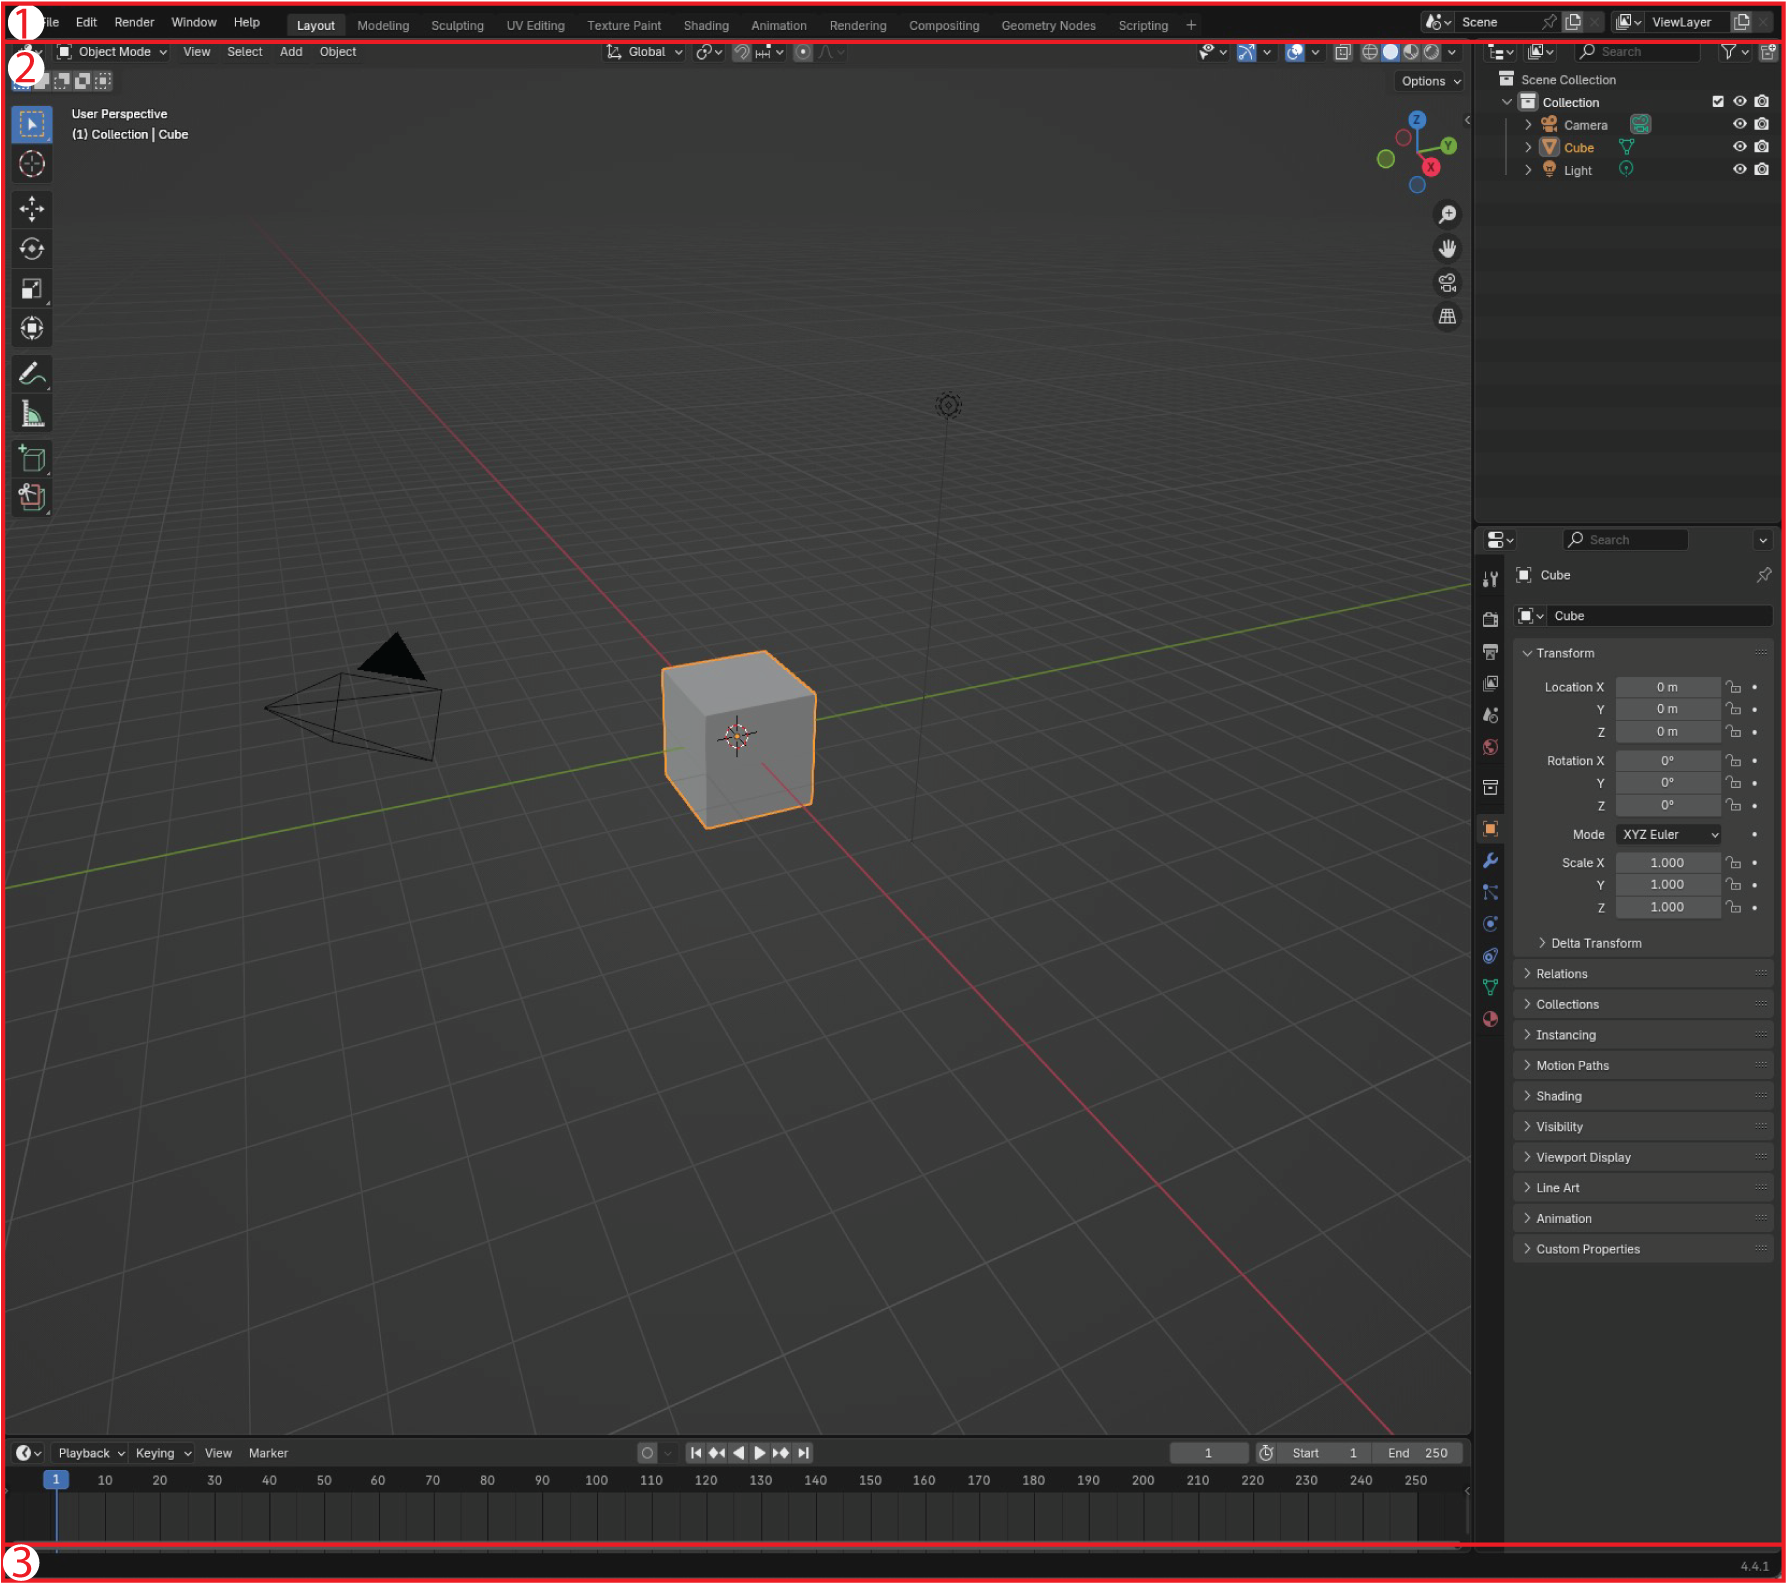 1
ile Edit Render Window Help Layout Modeling Sculpting UV Editing Texture Paint Shading Animation Rendering Compositing Geometry Nodes Scripting + Scene ViewLayer
2
Object Mode View Select Add Object Global
Options
User Perspective
(1) Collection | Cube
Z
Y
X
Search
Scene Collection
Collection
Camera
Cube
Light
Search
Cube
Cube
Transform
Location X 0 m
Y 0 m
Z 0 m
Rotation X 0°
Y 0°
Z 0°
Mode XYZ Euler
Scale X 1.000
Y 1.000
Z 1.000
Delta Transform
Relations
Collections
Instancing
Motion Paths
Shading
Visibility
Viewport Display
Line Art
Animation
Custom Properties
Playback Keying View Marker 1 Start 1 End 250
1 10 20 30 40 50 60 70 80 90 100 110 120 130 140 150 160 170 180 190 200 210 220 230 240 250
3
4.4.1